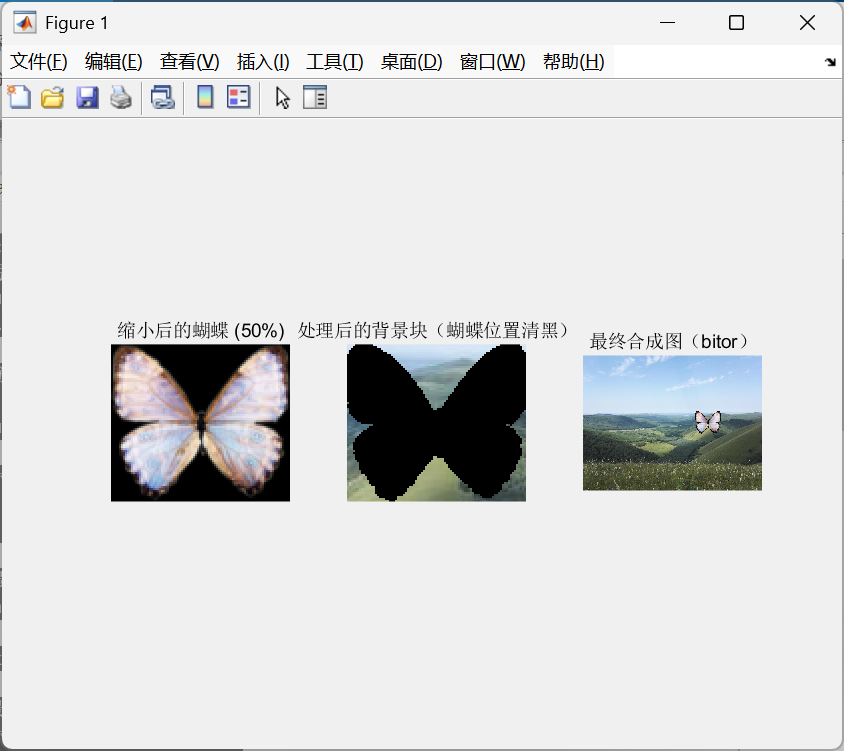 Figure 1
文件(F) 编辑(E) 查看(V) 插入(I) 工具(T) 桌面(D) 窗口(W) 帮助(H)
缩小后的蝴蝶 (50%) 处理后的背景块（蝴蝶位置清黑） 最终合成图（bitor）